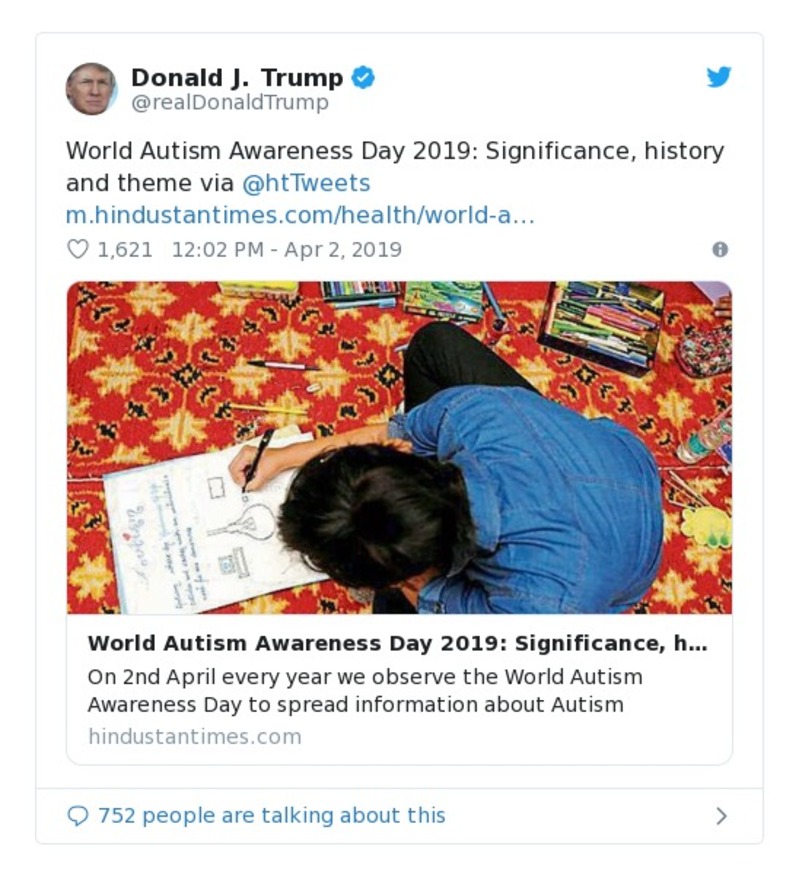 Donald J. Trump
@realDonaldTrump
World Autism Awareness Day 2019: Significance, history
and theme via @htTweets
m.hindustantimes.com/health/world-a…
1,621 12:02 PM - Apr 2, 2019
World Autism Awareness Day 2019: Significance, h...
On 2nd April every year we observe the World Autism
Awareness Day to spread information about Autism
hindustantimes.com
752 people are talking about this